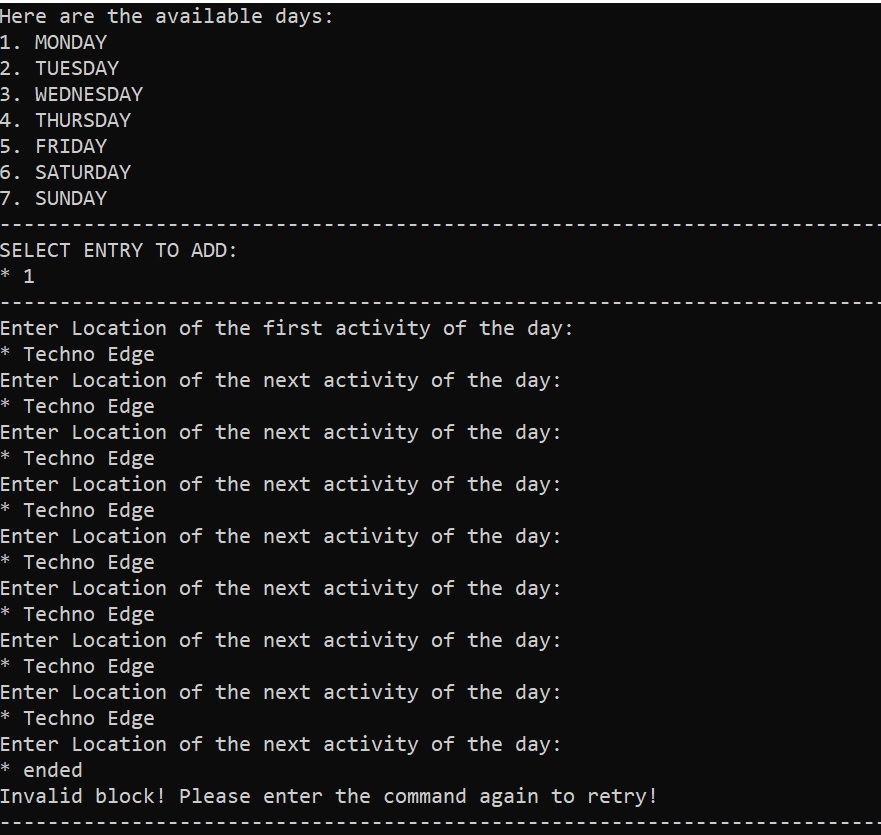 Here are the available days:
1. MONDAY
2. TUESDAY
3. WEDNESDAY
4. THURSDAY
5. FRIDAY
6. SATURDAY
7. SUNDAY
--------------------------------------------------------------------------
SELECT ENTRY TO ADD:
* 1
--------------------------------------------------------------------------
Enter Location of the first activity of the day:
* Techno Edge
Enter Location of the next activity of the day:
* Techno Edge
Enter Location of the next activity of the day:
* Techno Edge
Enter Location of the next activity of the day:
* Techno Edge
Enter Location of the next activity of the day:
* Techno Edge
Enter Location of the next activity of the day:
* Techno Edge
Enter Location of the next activity of the day:
* Techno Edge
Enter Location of the next activity of the day:
* Techno Edge
Enter Location of the next activity of the day:
* ended
Invalid block! Please enter the command again to retry!
--------------------------------------------------------------------------